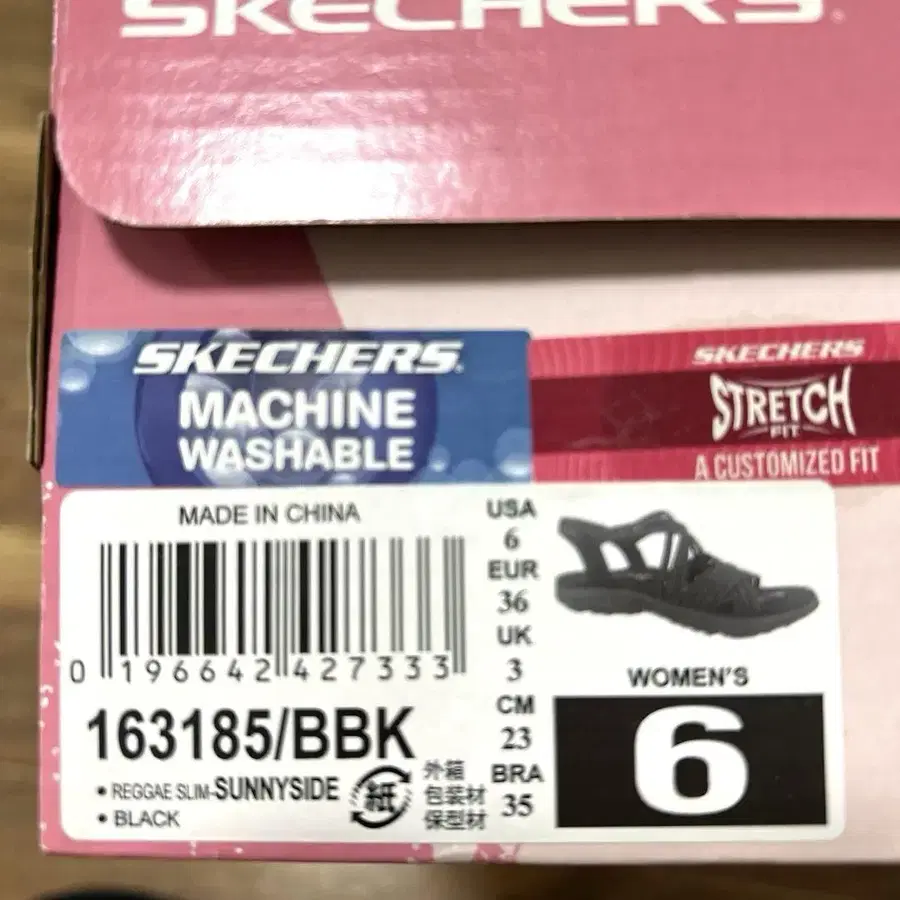 SKECHERS®
SKECHERS.
MACHINE
WASHABLE
SKECHERS
STRETCH
FIT
A CUSTOMIZED FIT
MADE IN CHINA
0 196642 427333
163185/BBK
• REGGAE SLIM-SUNNYSIDE
• BLACK
紙
外箱
包装材
保型材
USA
6
EUR
36
UK
3
CM
23
BRA
35
WOMEN'S
6